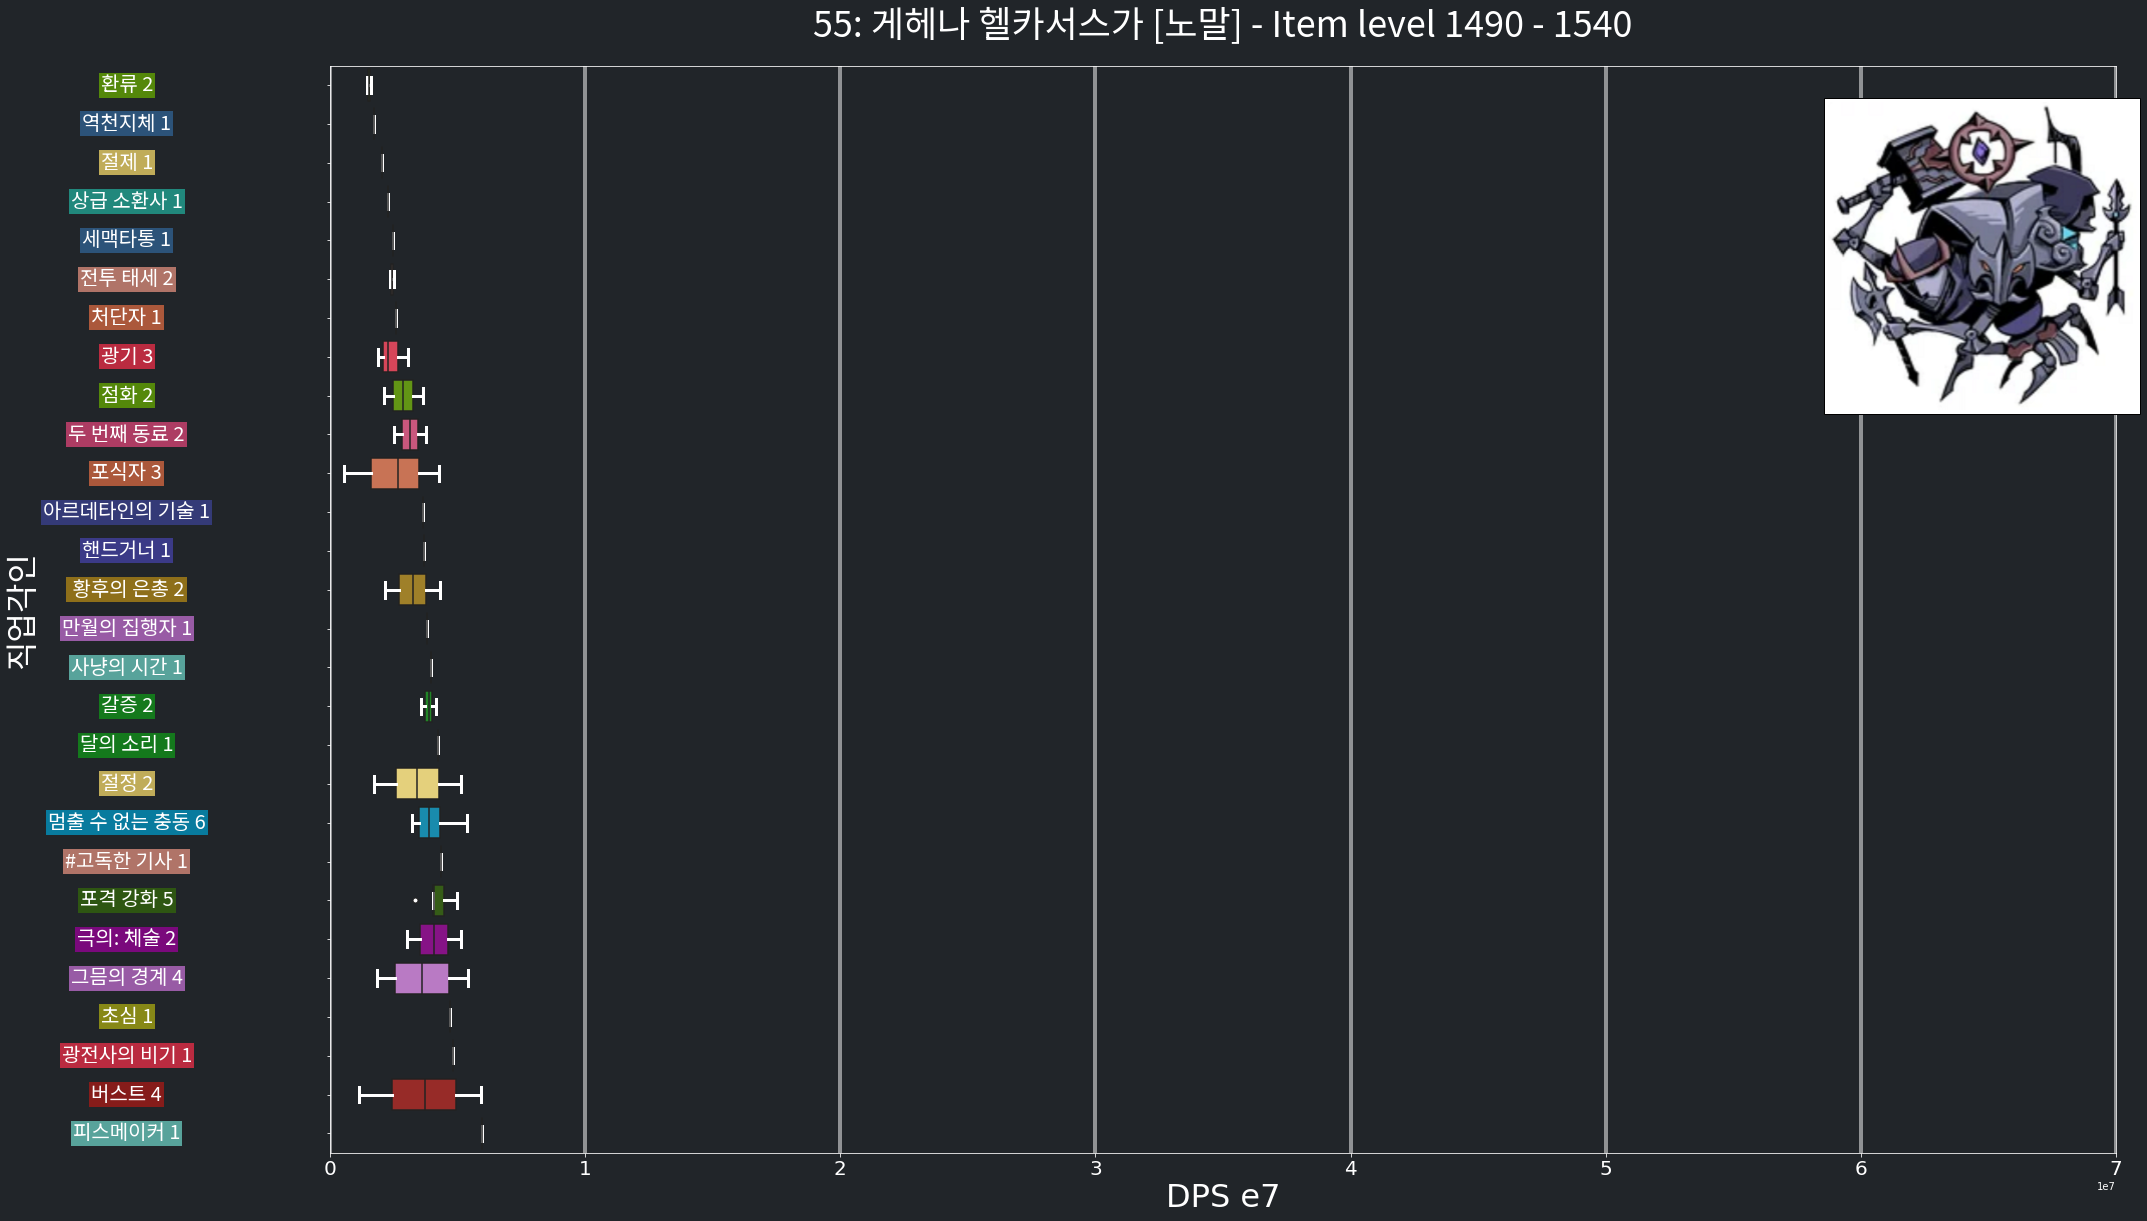 55: 게헤나 헬카서스가 [노말] - Item level 1490 - 1540
직업각인
환류 2
역천지체 1
절제 1
상급 소환사 1
세맥타통 1
전투 태세 2
처단자 1
광기 3
점화 2
두 번째 동료 2
포식자 3
아르데타인의 기술 1
핸드거너 1
황후의 은총 2
만월의 집행자 1
사냥의 시간 1
갈증 2
달의 소리 1
절정 2
멈출 수 없는 충동 6
#고독한 기사 1
포격 강화 5
극의: 체술 2
그믐의 경계 4
초심 1
광전사의 비기 1
버스트 4
피스메이커 1
0 1 2 3 4 5 6 7
1e7
DPS e7